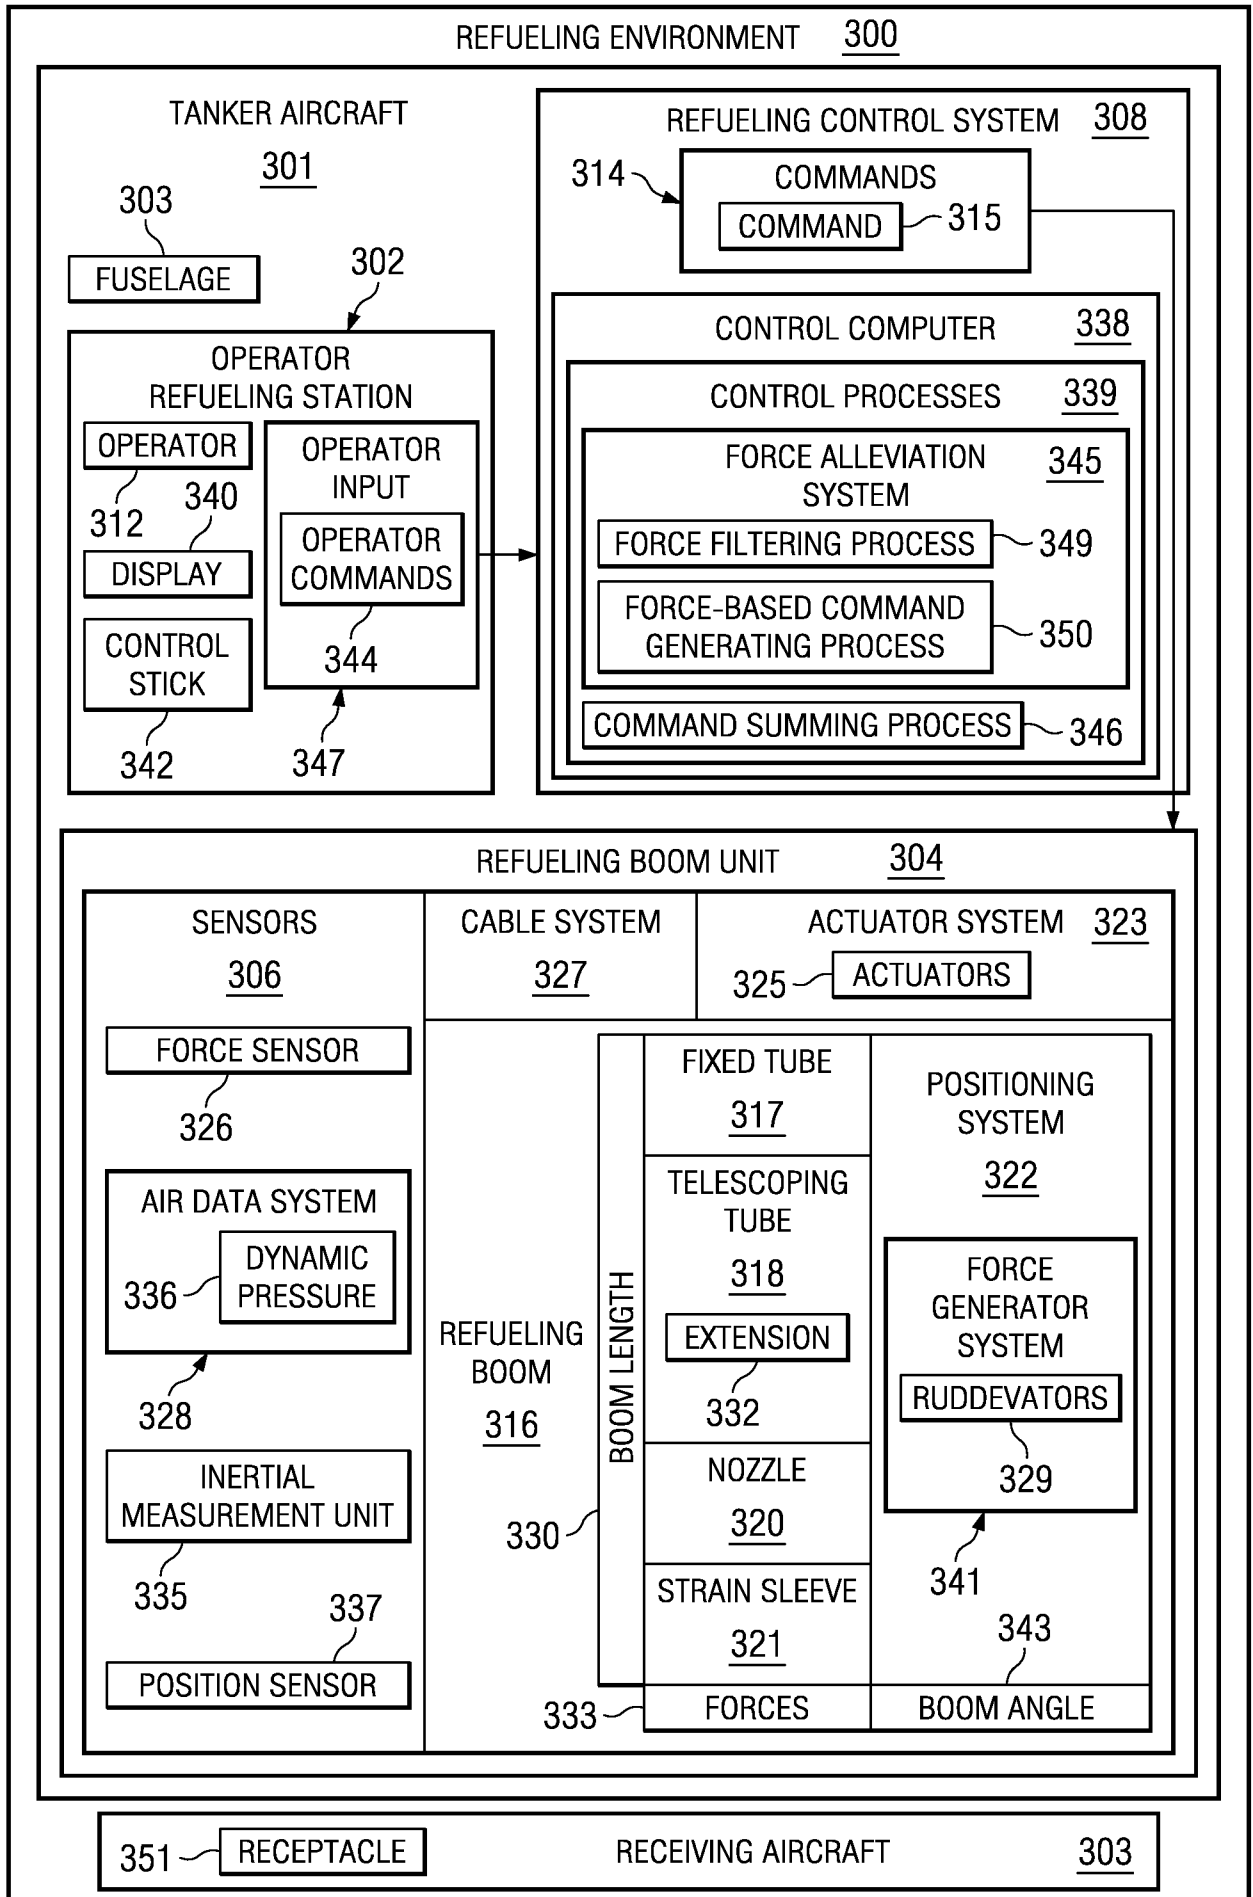 REFUELING ENVIRONMENT 300
TANKER AIRCRAFT
301
303
FUSELAGE
302
OPERATOR
REFUELING STATION
OPERATOR
312
340
DISPLAY
CONTROL
STICK
342
OPERATOR
INPUT
OPERATOR
COMMANDS
344
347
REFUELING CONTROL SYSTEM 308
314
COMMANDS
COMMAND 315
CONTROL COMPUTER 338
CONTROL PROCESSES 339
FORCE ALLEVIATION
SYSTEM 345
FORCE FILTERING PROCESS 349
FORCE-BASED COMMAND
GENERATING PROCESS 350
COMMAND SUMMING PROCESS 346
REFUELING BOOM UNIT 304
SENSORS
306
FORCE SENSOR
326
AIR DATA SYSTEM
336 DYNAMIC
PRESSURE
328
INERTIAL
MEASUREMENT UNIT
335
337
POSITION SENSOR
CABLE SYSTEM
327
ACTUATOR SYSTEM 323
325 ACTUATORS
REFUELING
BOOM
316
BOOM LENGTH
330
FIXED TUBE
317
TELESCOPING
TUBE
318
EXTENSION
332
NOZZLE
320
STRAIN SLEEVE
321
333 FORCES
POSITIONING
SYSTEM
322
FORCE
GENERATOR
SYSTEM
RUDDEVATORS
329
341
343
BOOM ANGLE
351 RECEPTACLE RECEIVING AIRCRAFT 303